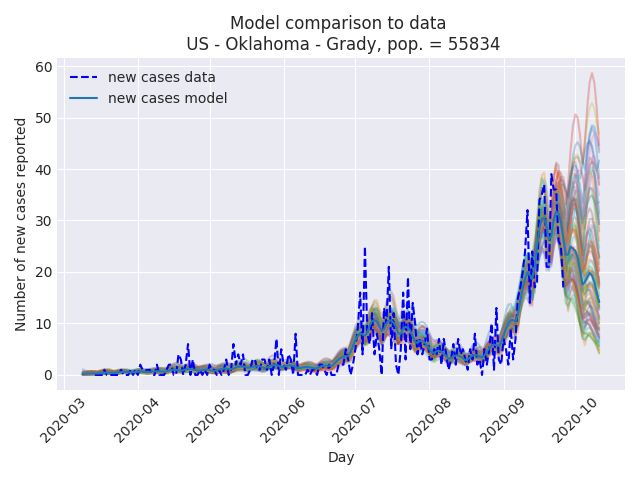 Model comparison to data
US - Oklahoma - Grady, pop. = 55834
new cases data
new cases model
Number of new cases reported
60
50
40
30
20
10
0
2020-03
2020-04
2020-05
2020-06
2020-07
2020-08
2020-09
2020-10
Day